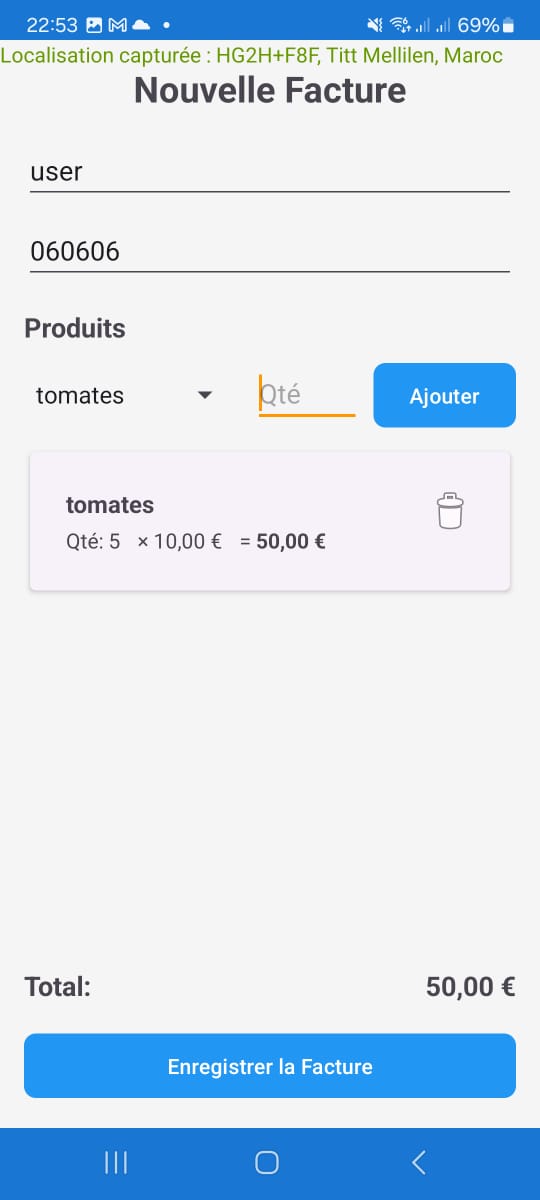 22:53 69%
Localisation capturée : HG2H+F8F, Titt Mellilen, Maroc
Nouvelle Facture
user
060606
Produits
tomates Qté Ajouter
tomates
Qté: 5 × 10,00 € = 50,00 €
Total: 50,00 €
Enregistrer la Facture